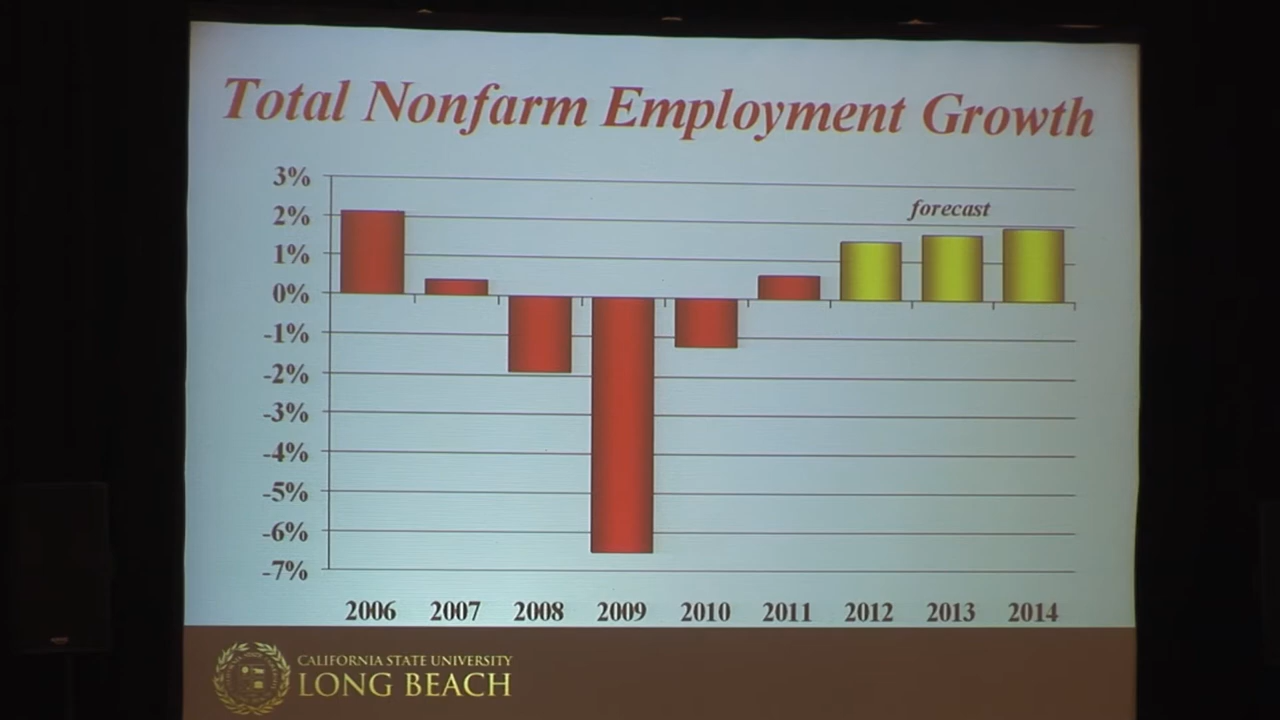 Total Nonfarm Employment Growth
3%
2%
1%
0%
-1%
-2%
-3%
-4%
-5%
-6%
-7%
forecast
2006 2007 2008 2009 2010 2011 2012 2013 2014
CALIFORNIA STATE UNIVERSITY
LONG BEACH